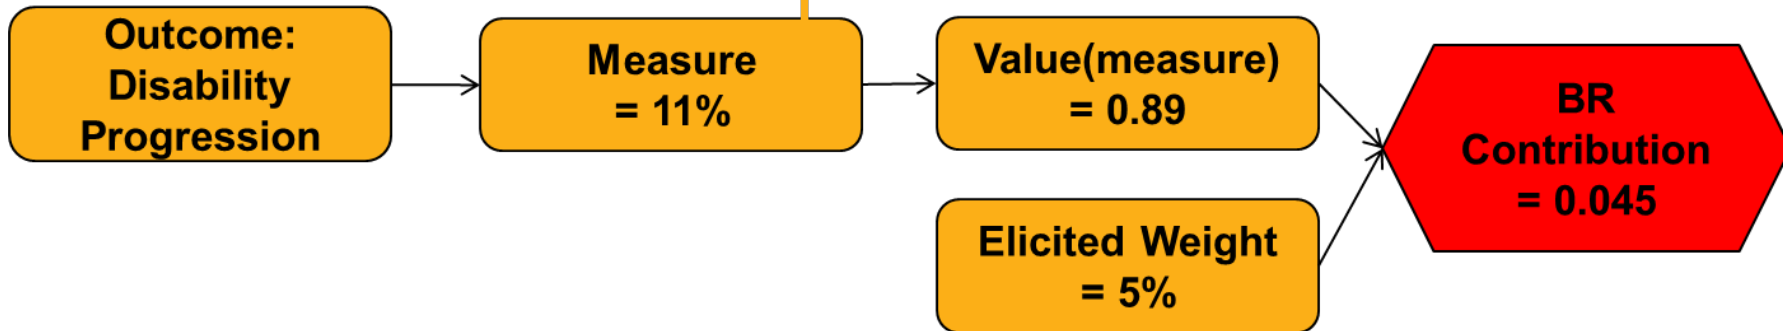 Outcome:
Disability
Progression
Measure
= 11%
Value(measure)
= 0.89
Elicited Weight
= 5%
BR
Contribution
= 0.045